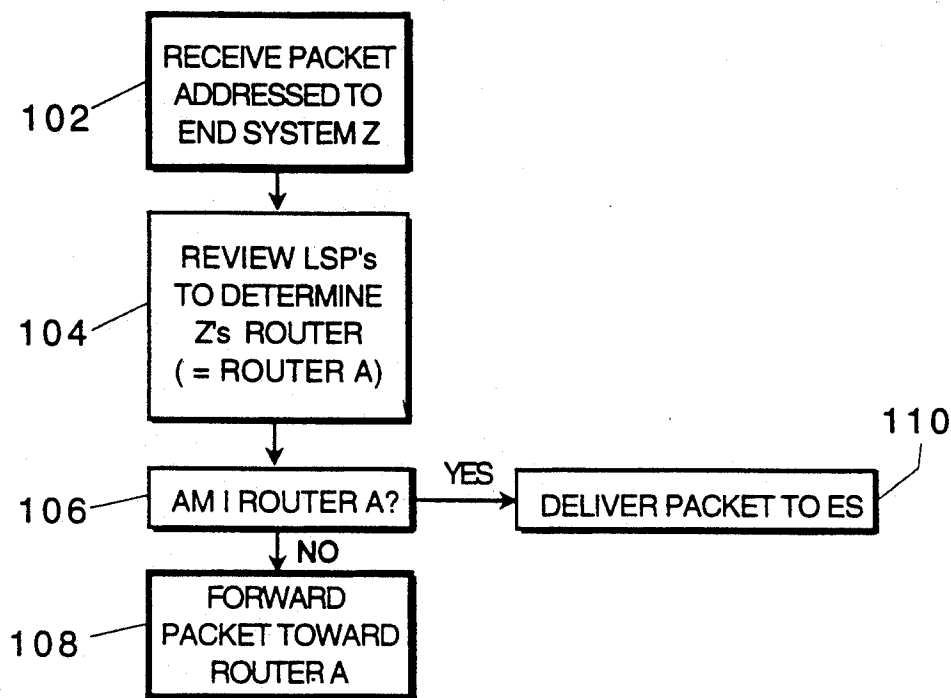 RECEIVE PACKET
ADDRESSED TO
END SYSTEM Z
102
REVIEW LSP's
TO DETERMINE
Z's ROUTER
( = ROUTER A)
104
AM I ROUTER A?
106
YES
DELIVER PACKET TO ES
110
NO
FORWARD
PACKET TOWARD
ROUTER A
108